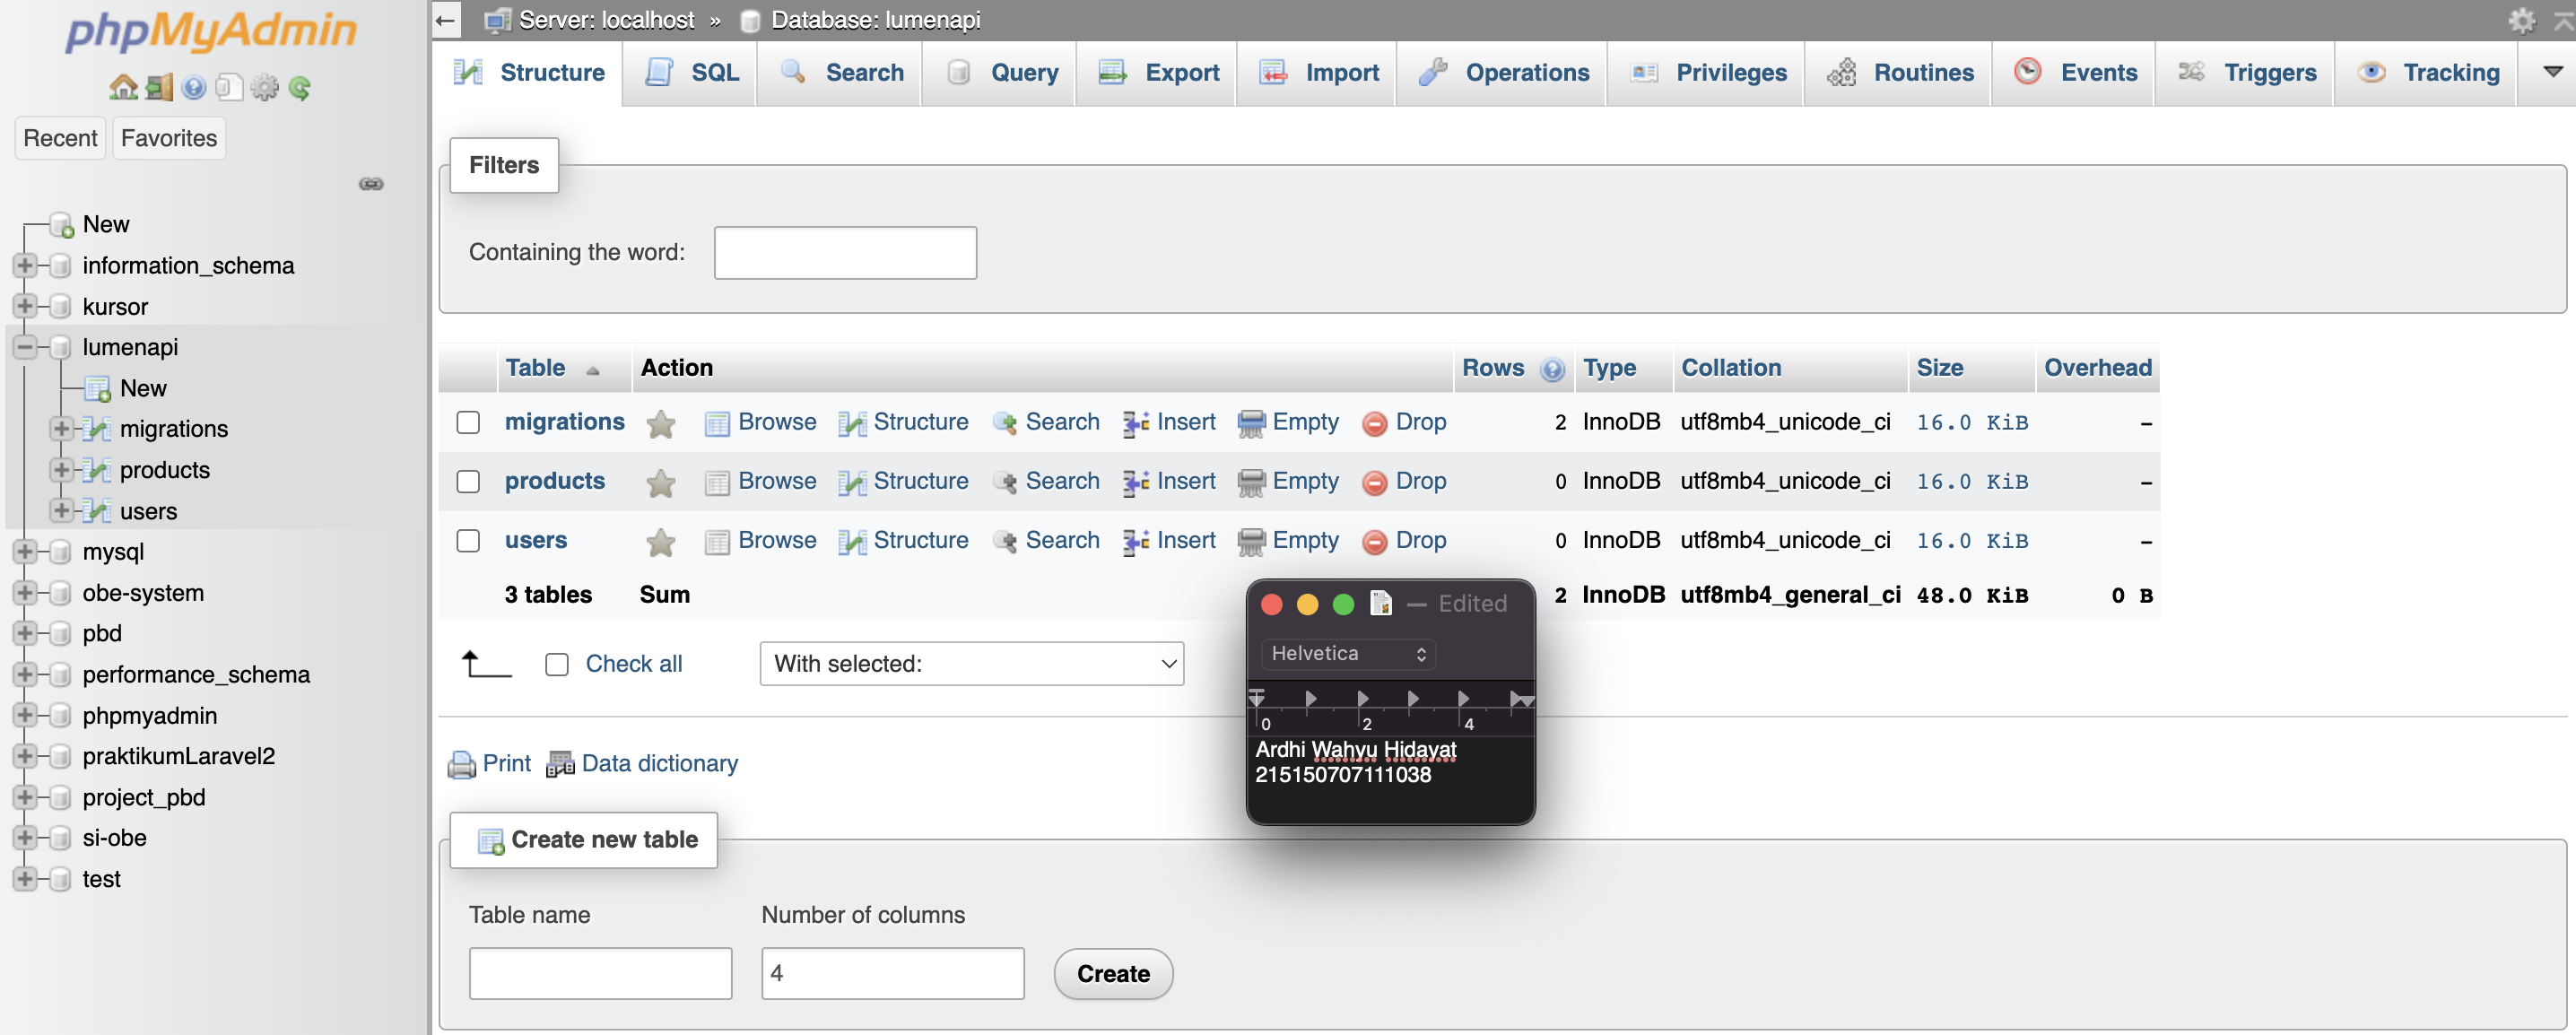 phpMyAdmin
Recent Favorites
New
information_schema
kursor
lumenapi
New
migrations
products
users
mysql
obe-system
pbd
performance_schema
phpmyadmin
praktikumLaravel2
project_pbd
si-obe
test
Server: localhost » Database: lumenapi
Structure SQL Search Query Export Import Operations Privileges Routines Events Triggers Tracking
Filters
Containing the word:
Table Action Rows Type Collation Size Overhead
migrations Browse Structure Search Insert Empty Drop 2 InnoDB utf8mb4_unicode_ci 16.0 KiB –
products Browse Structure Search Insert Empty Drop 0 InnoDB utf8mb4_unicode_ci 16.0 KiB –
users Browse Structure Search Insert Empty Drop 0 InnoDB utf8mb4_unicode_ci 16.0 KiB –
3 tables Sum 2 InnoDB utf8mb4_general_ci 48.0 KiB 0 B
Check all With selected:
Print Data dictionary
— Edited
Helvetica
0 2 4
Ardhi Wahyu Hidayat
215150707111038
Create new table
Table name Number of columns
4 Create